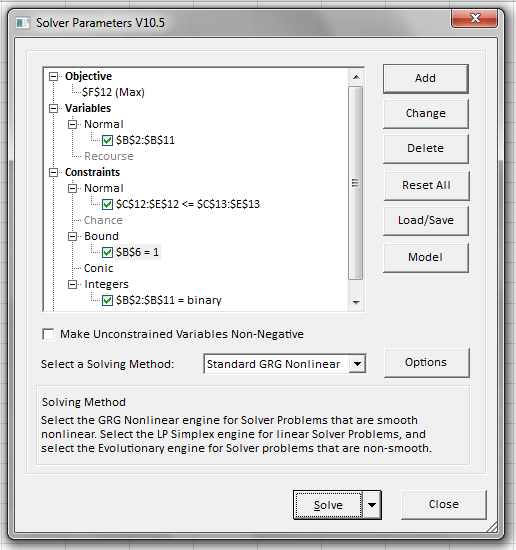 Solver Parameters V10.5
Objective
$F$12 (Max)
Variables
Normal
$B$2:$B$11
Recourse
Constraints
Normal
$C$12:$E$12 <= $C$13:$E$13
Chance
Bound
$B$6 = 1
Conic
Integers
$B$2:$B$11 = binary
Add
Change
Delete
Reset All
Load/Save
Model
Make Unconstrained Variables Non-Negative
Select a Solving Method:
Standard GRG Nonlinear
Options
Solving Method
Select the GRG Nonlinear engine for Solver Problems that are smooth
nonlinear. Select the LP Simplex engine for linear Solver Problems, and
select the Evolutionary engine for Solver problems that are non-smooth.
Solve
Close